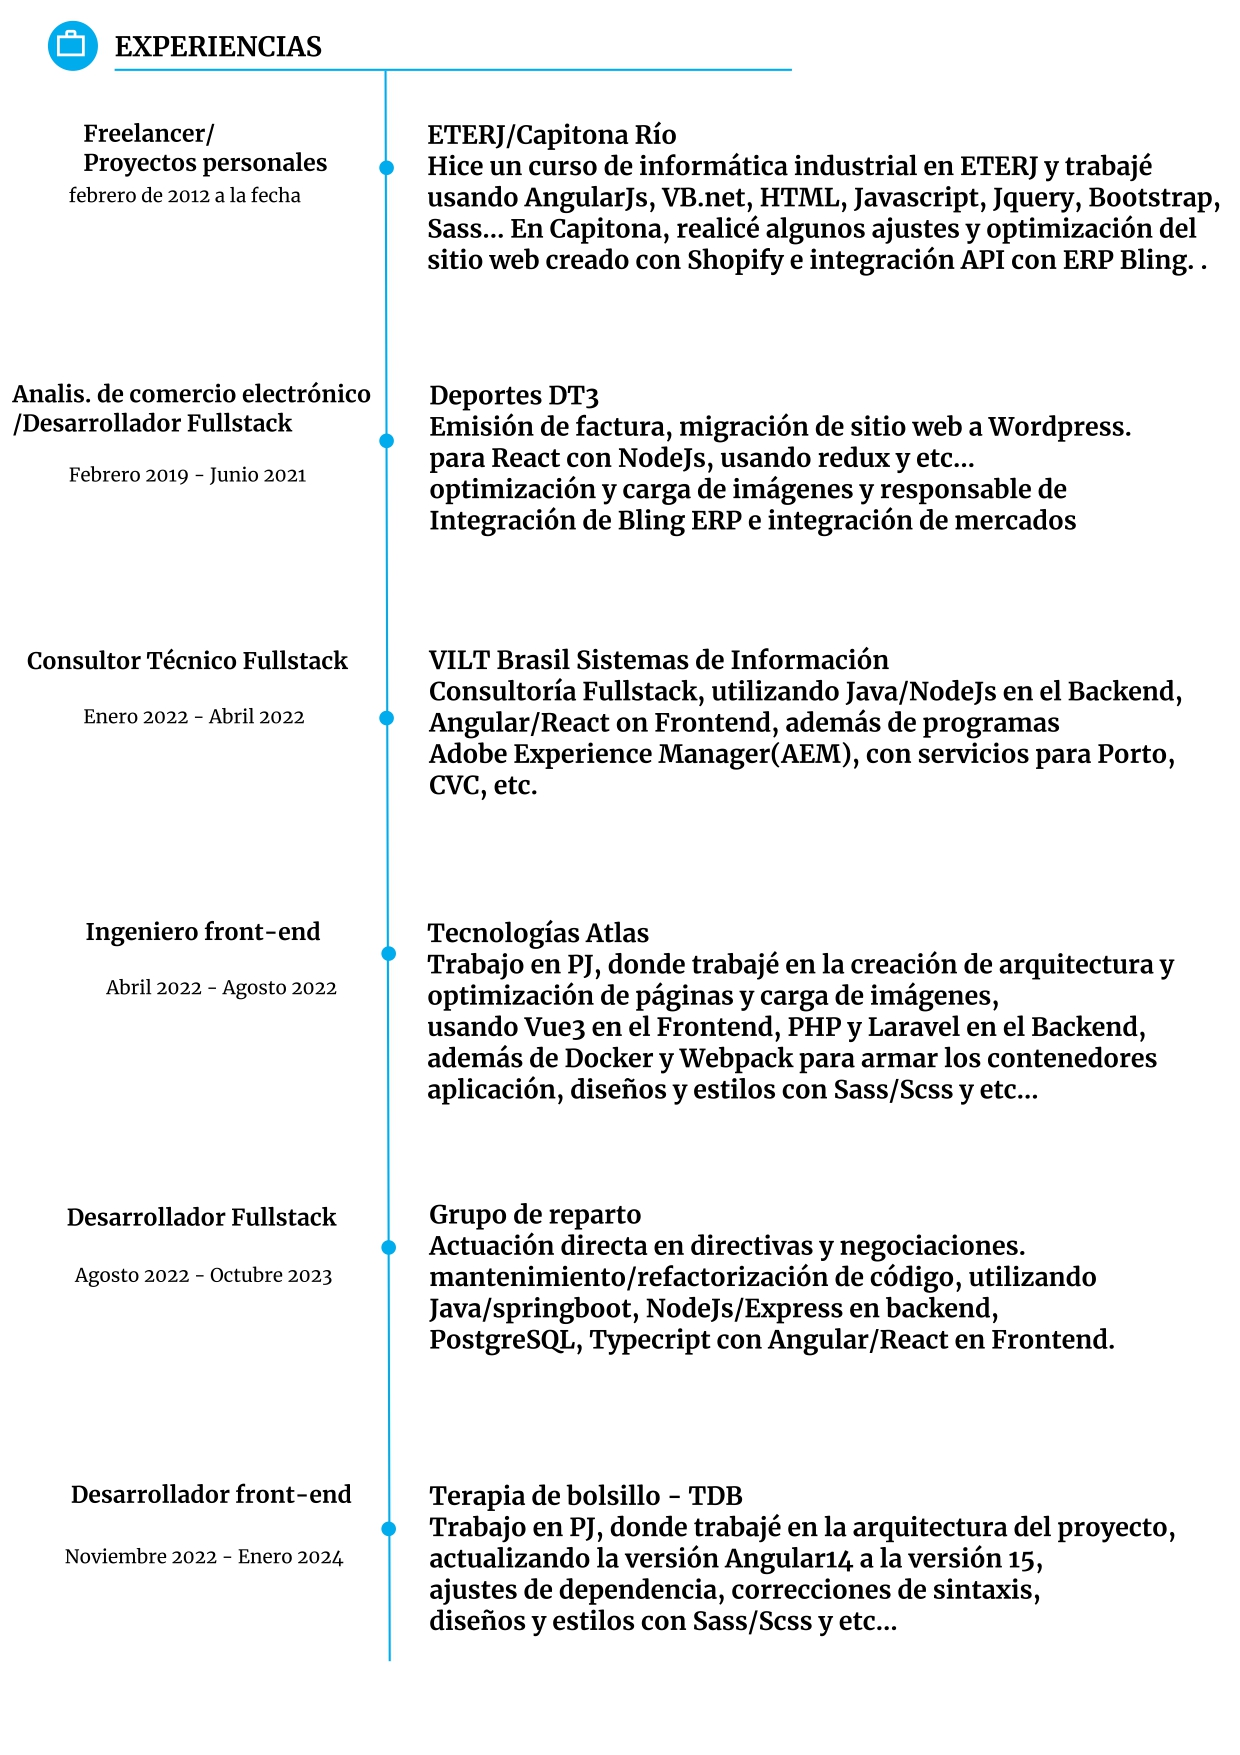 EXPERIENCIAS
Freelancer/
Proyectos personales
febrero de 2012 a la fecha
ETERJ/Capitona Río
Hice un curso de informática industrial en ETERJ y trabajé
usando AngularJs, VB.net, HTML, Javascript, Jquery, Bootstrap,
Sass... En Capitona, realicé algunos ajustes y optimización del
sitio web creado con Shopify e integración API con ERP Bling. .
Analis. de comercio electrónico
/Desarrollador Fullstack
Febrero 2019 - Junio 2021
Deportes DT3
Emisión de factura, migración de sitio web a Wordpress.
para React con NodeJs, usando redux y etc...
optimización y carga de imágenes y responsable de
Integración de Bling ERP e integración de mercados
Consultor Técnico Fullstack
Enero 2022 - Abril 2022
VILT Brasil Sistemas de Información
Consultoría Fullstack, utilizando Java/NodeJs en el Backend,
Angular/React on Frontend, además de programas
Adobe Experience Manager(AEM), con servicios para Porto,
CVC, etc.
Ingeniero front-end
Abril 2022 - Agosto 2022
Tecnologías Atlas
Trabajo en PJ, donde trabajé en la creación de arquitectura y
optimización de páginas y carga de imágenes,
usando Vue3 en el Frontend, PHP y Laravel en el Backend,
además de Docker y Webpack para armar los contenedores
aplicación, diseños y estilos con Sass/Scss y etc...
Desarrollador Fullstack
Agosto 2022 - Octubre 2023
Grupo de reparto
Actuación directa en directivas y negociaciones.
mantenimiento/refactorización de código, utilizando
Java/springboot, NodeJs/Express en backend,
PostgreSQL, Typecript con Angular/React en Frontend.
Desarrollador front-end
Noviembre 2022 - Enero 2024
Terapia de bolsillo - TDB
Trabajo en PJ, donde trabajé en la arquitectura del proyecto,
actualizando la versión Angular14 a la versión 15,
ajustes de dependencia, correcciones de sintaxis,
diseños y estilos con Sass/Scss y etc...